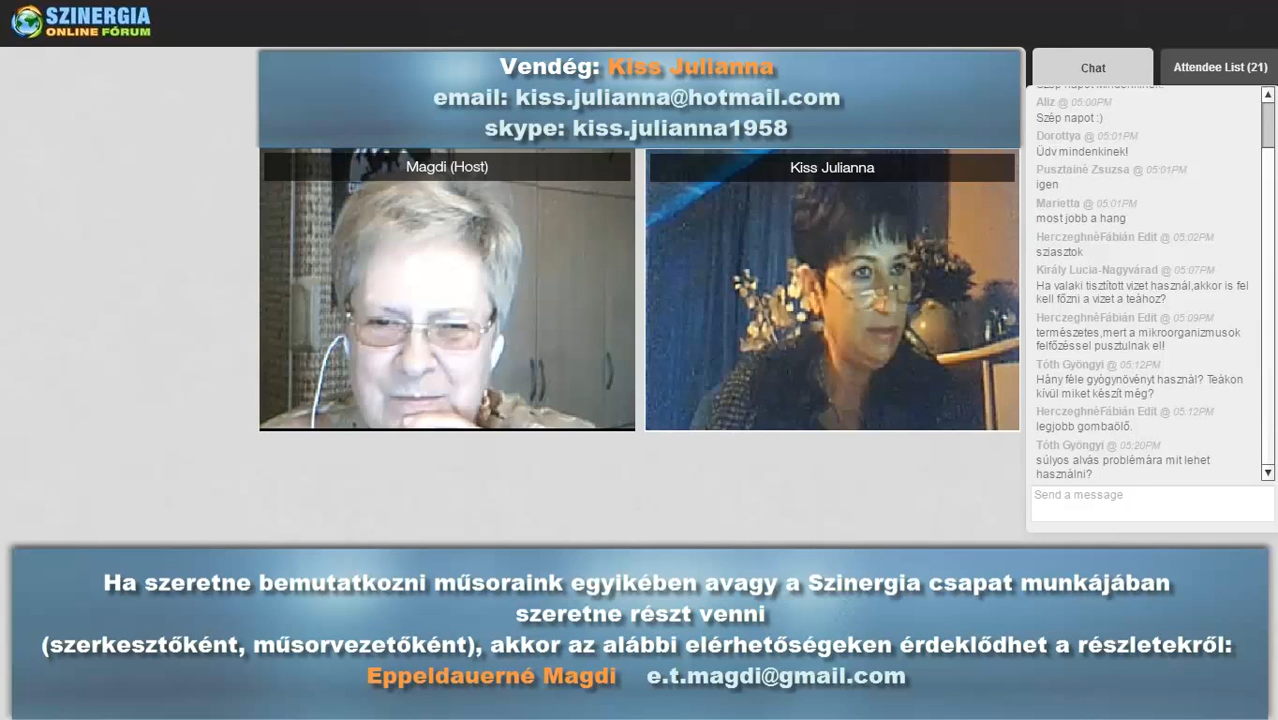 SZINERGIA
ONLINE FÓRUM
Vendég: Kiss Julianna
email: kiss.julianna@hotmail.com
skype: kiss.julianna1958
Magdi (Host)
Kiss Julianna
Chat
Attendee List (21)
Aliz @ 05:00PM
Szép napot :)
Dorottya @ 05:01PM
Üdv mindenkinek!
Pusztainé Zsuzsa @ 05:01PM
igen
Marietta @ 05:01PM
most jobb a hang
HerczeghnéFábián Edit @ 05:02PM
sziasztok
Király Lucia-Nagyvárad @ 05:07PM
Ha valaki tisztított vizet használ,akkor is fel
kell főzni a vizet a teához?
HerczeghnéFábián Edit @ 05:09PM
természetes,mert a mikroorganizmusok
felfőzéssel pusztulnak el!
Tóth Gyöngyi @ 05:12PM
Hány féle gyógynövényt használ? Teákon
kívül miket készít még?
HerczeghnéFábián Edit @ 05:12PM
legjobb gombaölő.
Tóth Gyöngyi @ 05:20PM
súlyos alvás problémára mit lehet
használni?
Send a message
Ha szeretne bemutatkozni műsoraink egyikében avagy a Szinergia csapat munkájában
szeretne részt venni
(szerkesztőként, műsorvezetőként), akkor az alábbi elérhetőségeken érdeklődhet a részletekről:
Eppeldauerné Magdi e.t.magdi@gmail.com